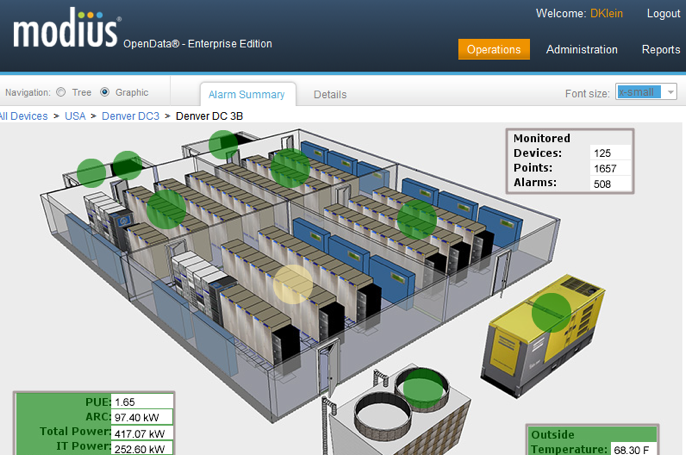 Welcome: DKlein Logout
modius® OpenData® - Enterprise Edition
Operations Administration Reports
Navigation: Tree Graphic Alarm Summary Details Font size: x-small
All Devices > USA > Denver DC3 > Denver DC 3B
Monitored
Devices: 125
Points: 1657
Alarms: 508
PUE: 1.65
ARC: 97.40 kW
Total Power: 417.07 kW
IT Power: 252.60 kW
Outside
Temperature: 68.30 F